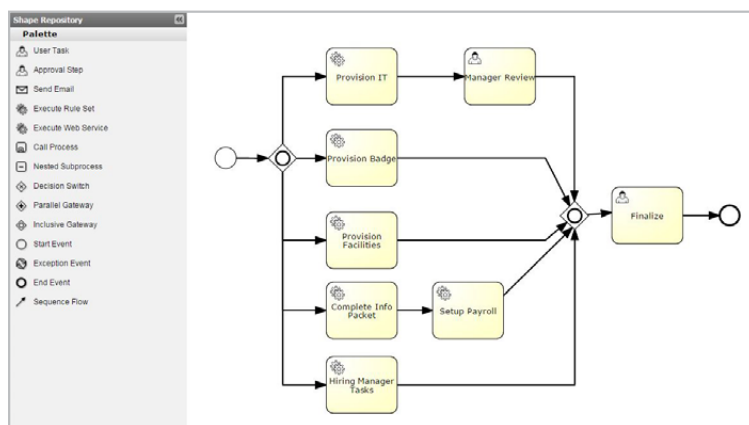 Shape Repository
Palette
User Task
Approval Step
Send Email
Execute Rule Set
Execute Web Service
Call Process
Nested Subprocess
Decision Switch
Parallel Gateway
Inclusive Gateway
Start Event
Exception Event
End Event
Sequence Flow
Provision IT
Manager Review
Provision Badge
Provision
Facilities
Finalize
Complete Info
Packet
Setup Payroll
Hiring Manager
Tasks